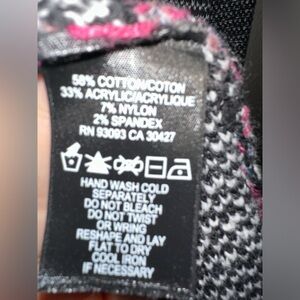 58% COTTON/COTON
33% ACRYLIC/ACRYLIQUE
7% NYLON
2% SPANDEX
RN 93093 CA 30427
HAND WASH COLD
SEPARATELY
DO NOT BLEACH
DO NOT TWIST
OR WRING
RESHAPE AND LAY
FLAT TO DRY
COOL IRON
IF NECESSARY